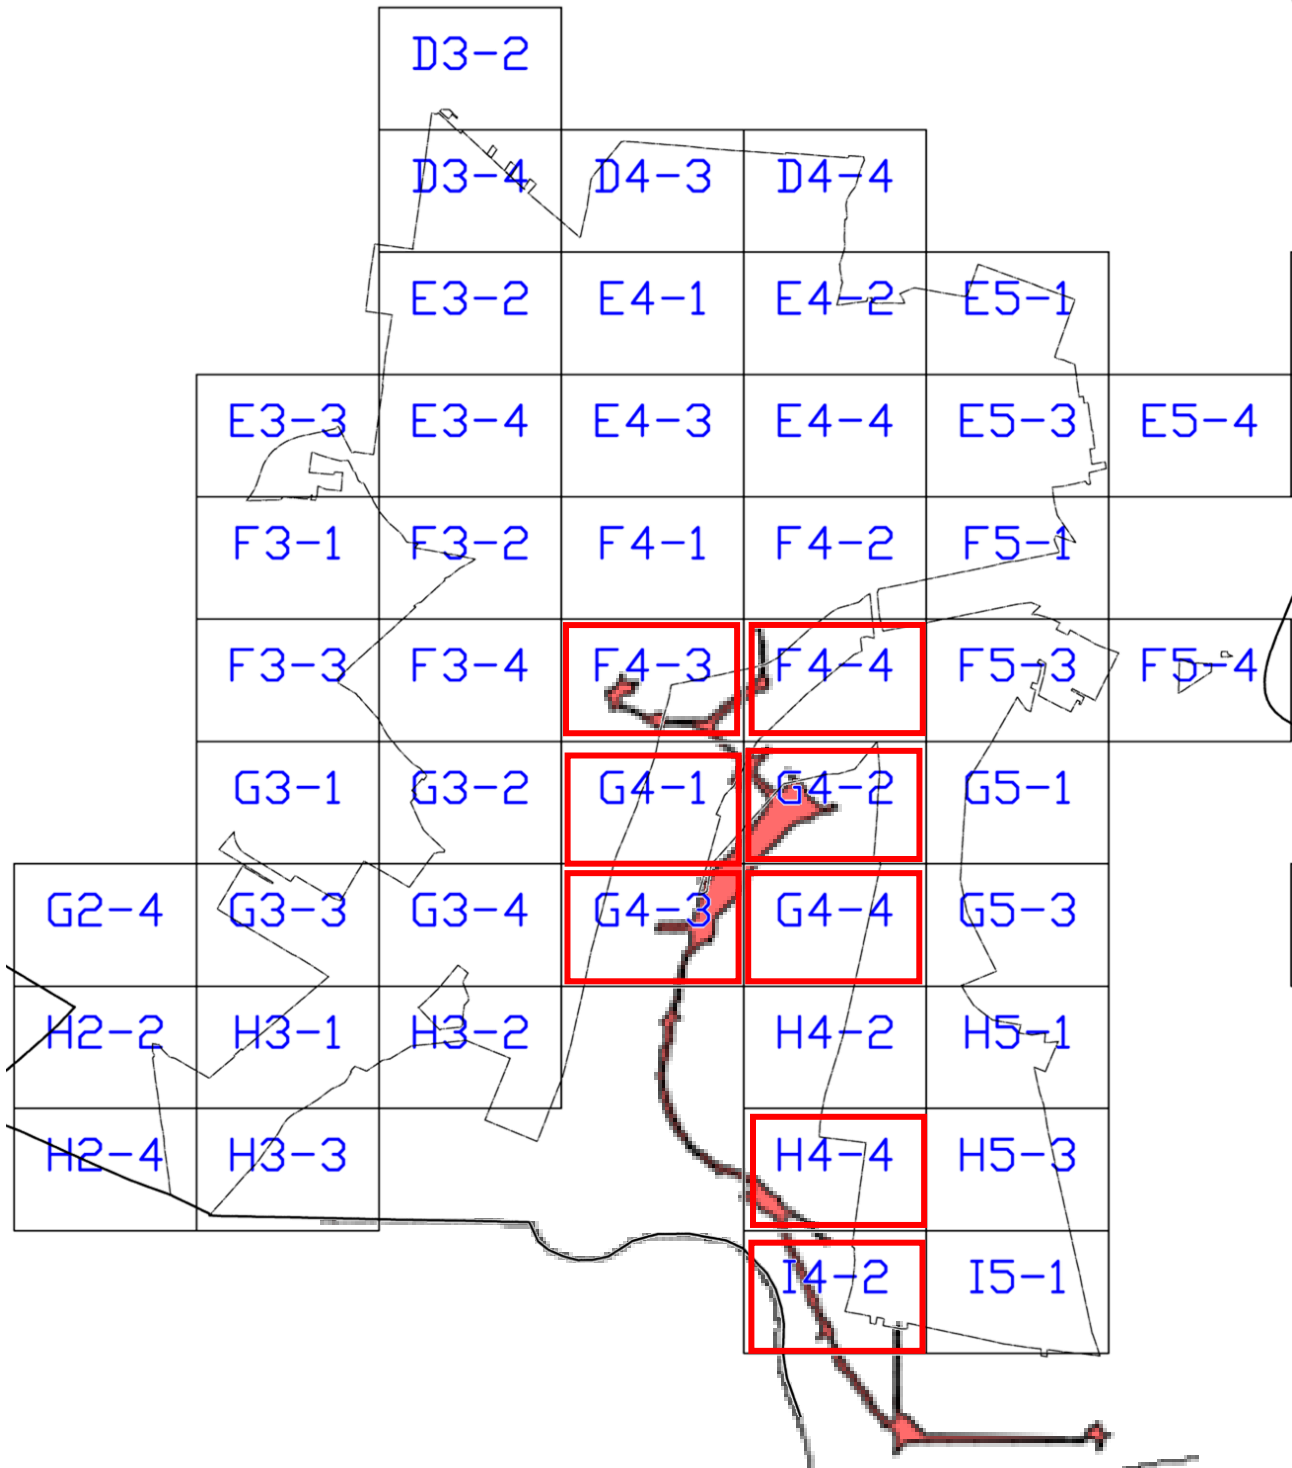 D3-2
D3-4 D4-3 D4-4
E3-2 E4-1 E4-2 E5-1
E3-3 E3-4 E4-3 E4-4 E5-3 E5-4
F3-1 F3-2 F4-1 F4-2 F5-1
F3-3 F3-4 F4-3 F4-4 F5-3 F5-4
G3-1 G3-2 G4-1 G4-2 G5-1
G2-4 G3-3 G3-4 G4-3 G4-4 G5-3
H2-2 H3-1 H3-2 H4-2 H5-1
H2-4 H3-3 H4-4 H5-3
I4-2 I5-1